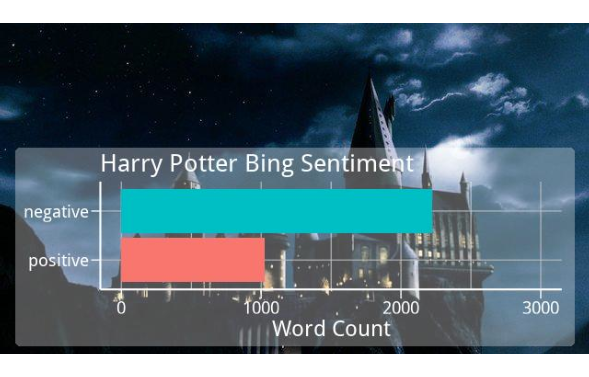 Harry Potter Bing Sentiment
negative
positive
0 1000 2000 3000
Word Count